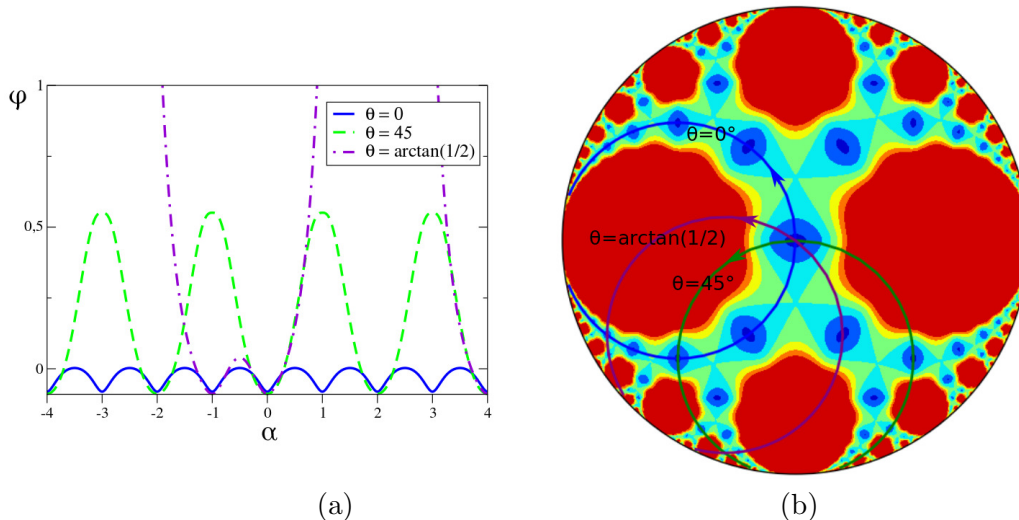 φ
1
0,5
0
-4 -3 -2 -1 0 1 2 3 4
α
θ = 0
θ = 45
θ = arctan(1/2)
(a)
θ=0°
θ=arctan(1/2)
θ=45°
(b)